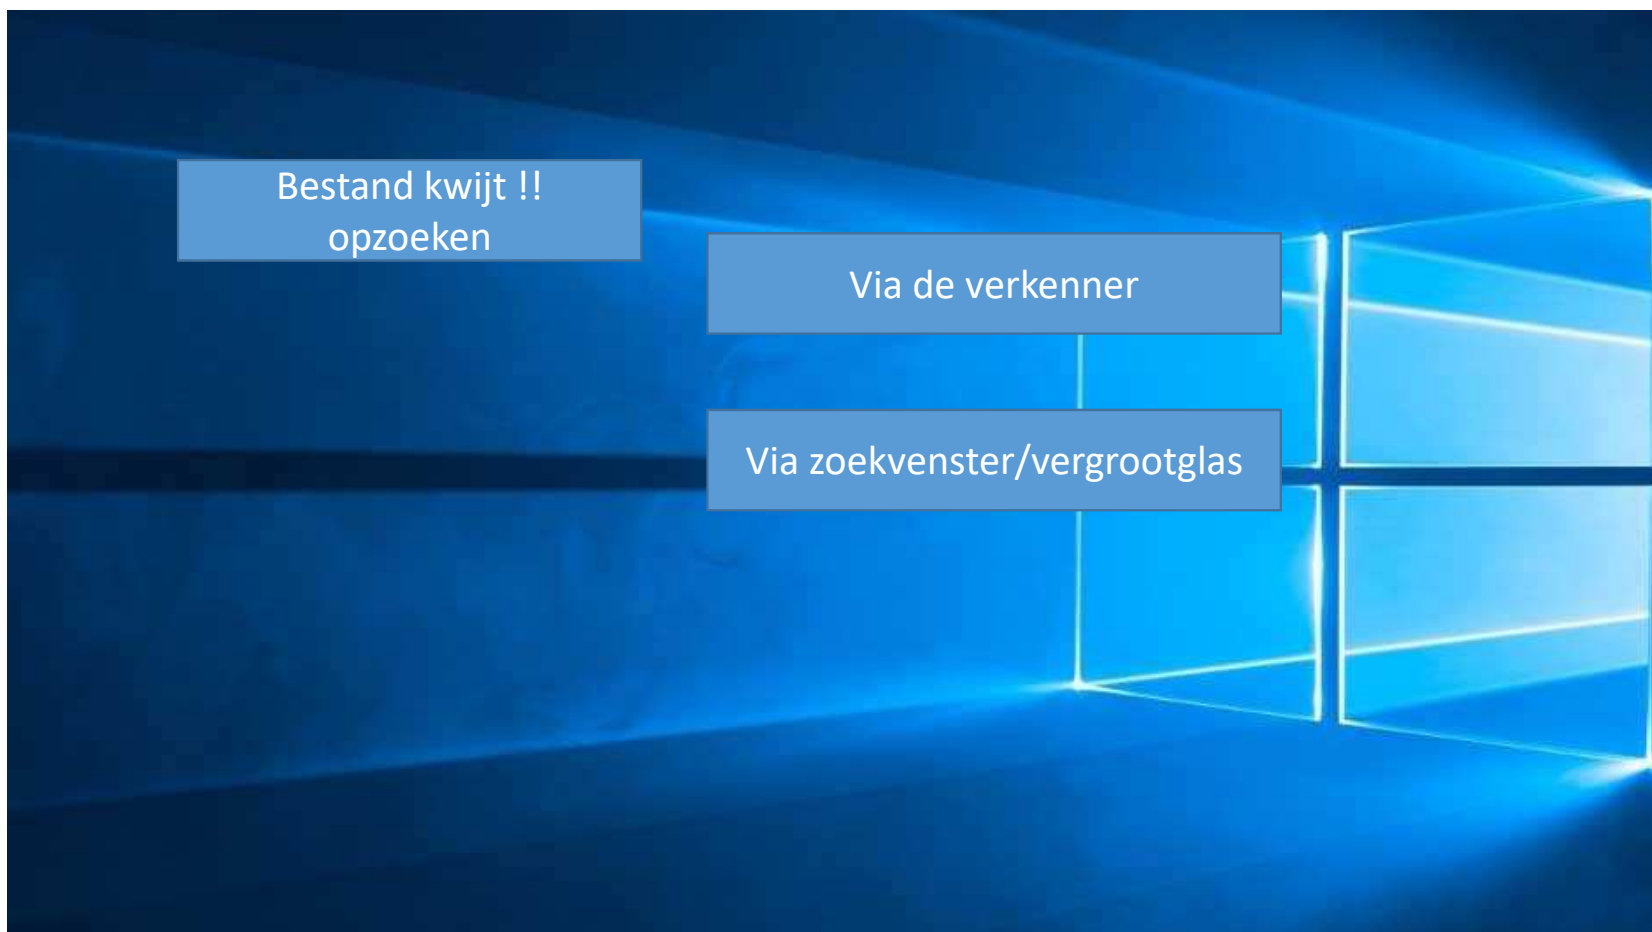 Bestand kwijt !!
opzoeken
Via de verkenner
Via zoekvenster/vergrootglas